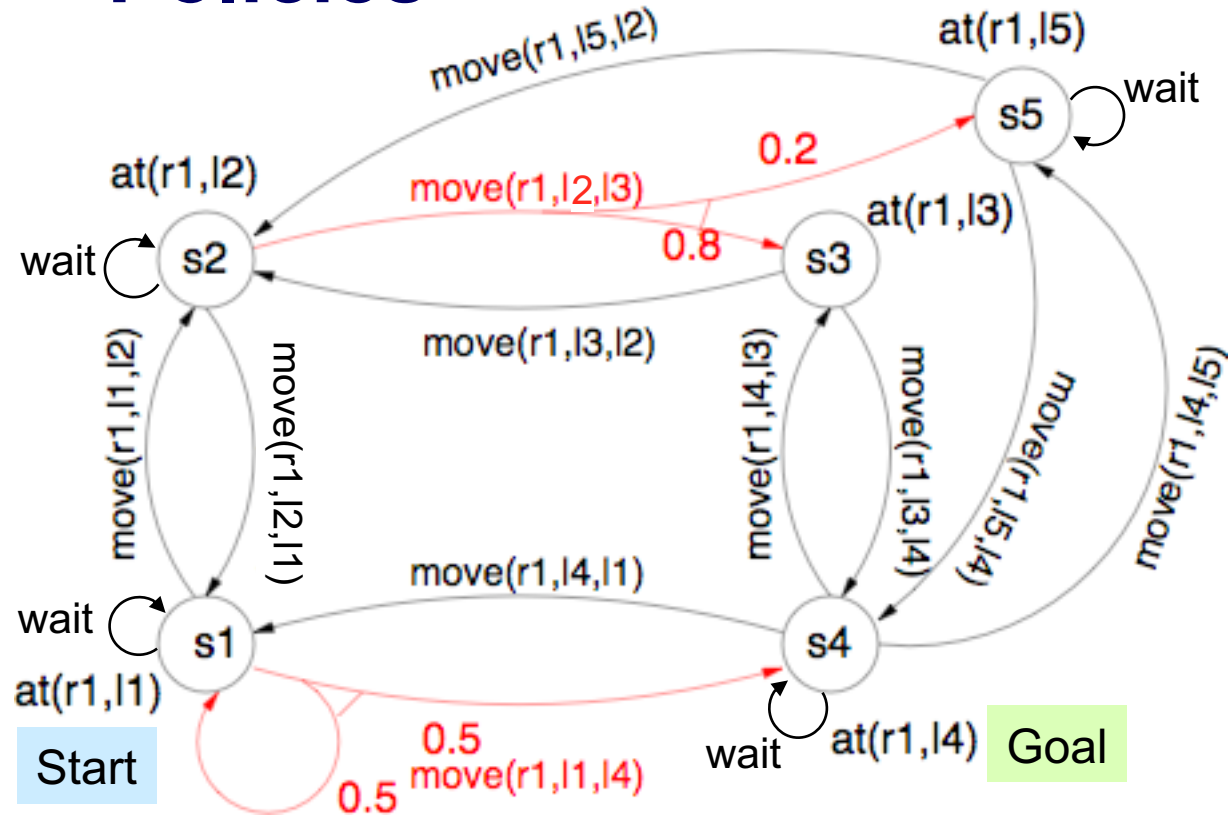 Policies
at(r1,l5)
move(r1,l5,l2)
wait
s5
0.2
at(r1,l2)
move(r1,l2,l3)
at(r1,l3)
0.8
wait
s2
s3
move(r1,l3,l2)
move(r1,l1,l2)
move(r1,l2,l1)
move(r1,l4,l3)
move(r1,l3,l4)
move(r1,l5,l4)
move(r1,l4,l5)
move(r1,l4,l1)
wait
s1
s4
at(r1,l1)
Start
0.5
move(r1,l1,l4)
0.5
wait
at(r1,l4)
Goal